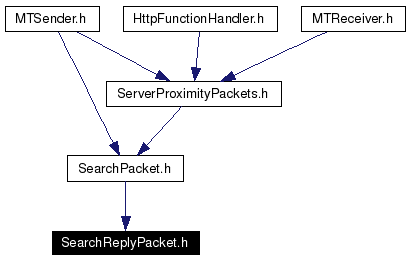 MTSender.h
HttpFunctionHandler.h
MTReceiver.h
ServerProximityPackets.h
SearchPacket.h
SearchReplyPacket.h